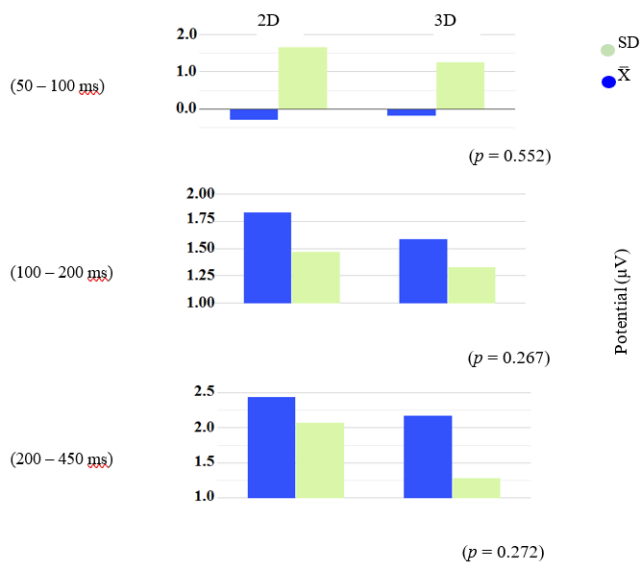 2D 3D
SD
X̄
2.0
1.0
0.0
(50 – 100 ms)
(p = 0.552)
2.00
1.75
1.50
1.25
1.00
(100 – 200 ms)
(p = 0.267)
Potential (µV)
2.5
2.0
1.5
1.0
(200 – 450 ms)
(p = 0.272)